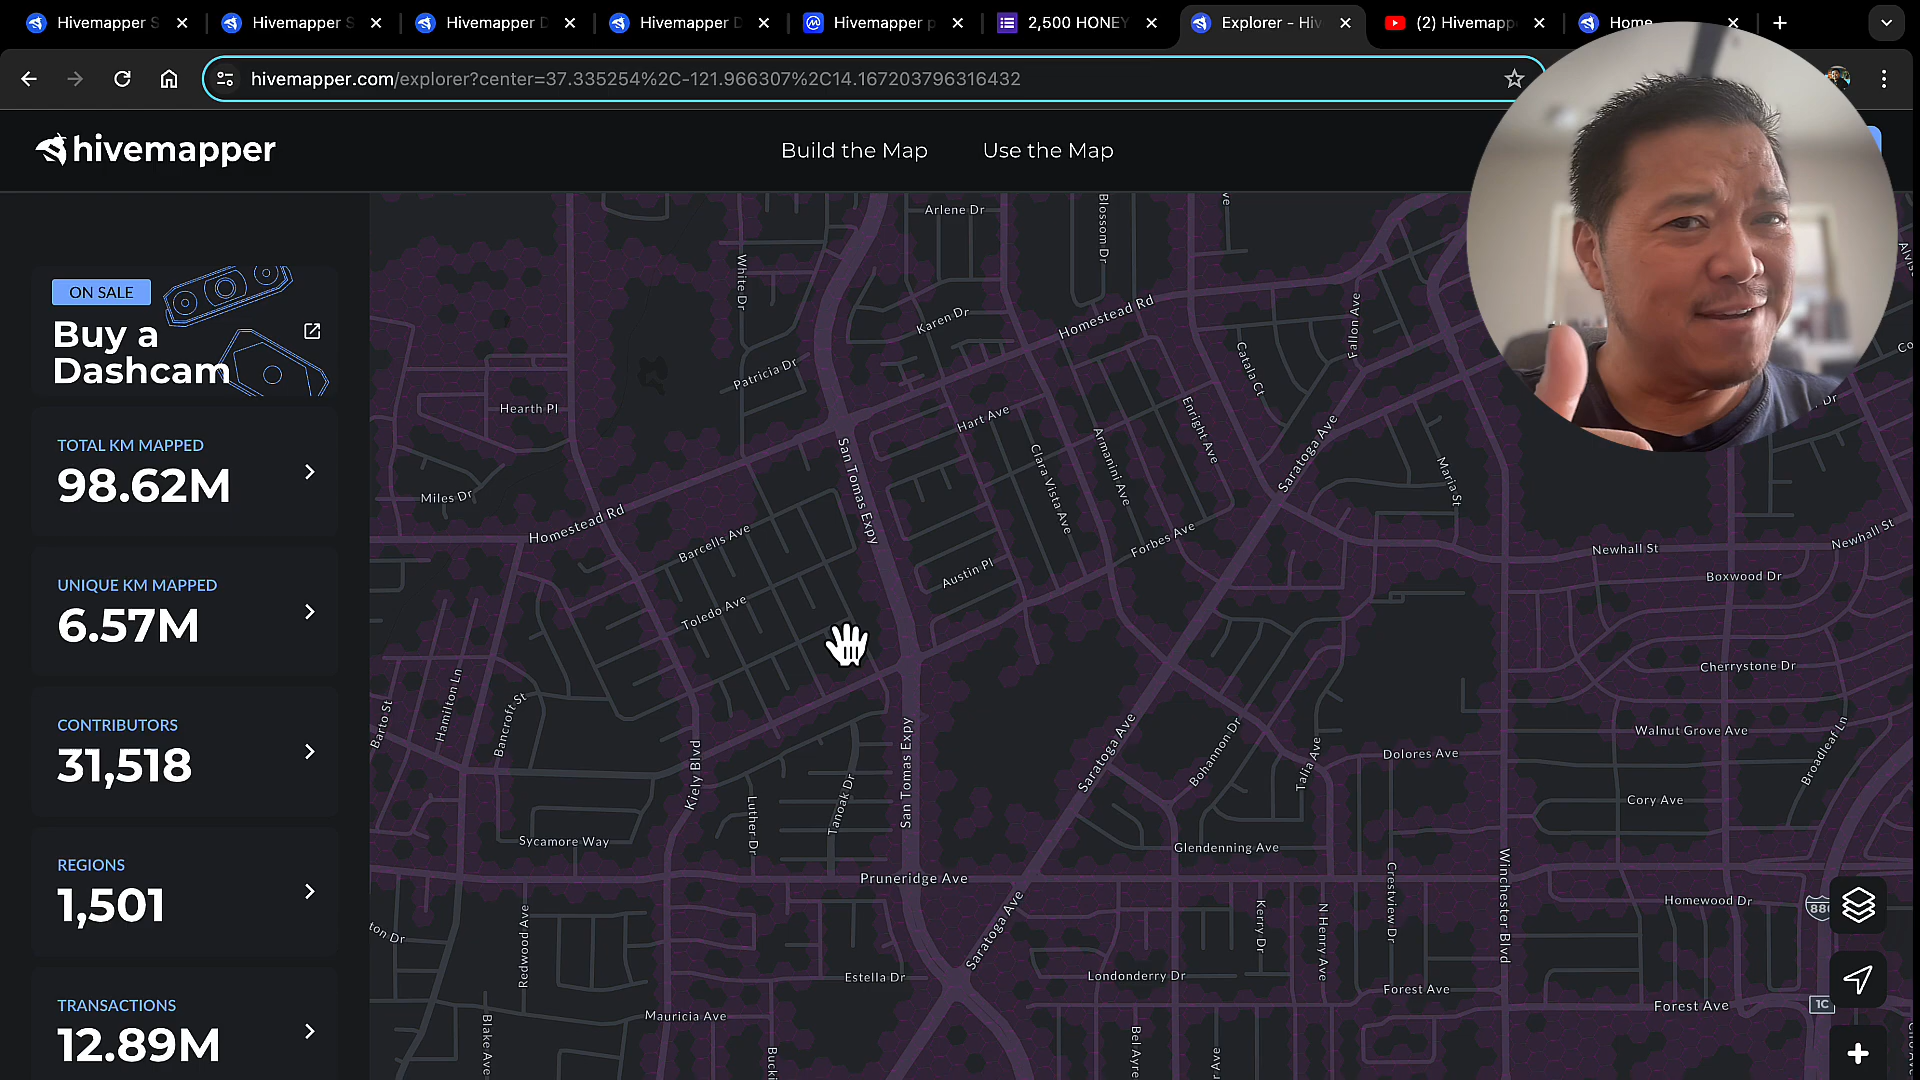 Hivemapper S
Hivemapper S
Hivemapper D
Hivemapper D
Hivemapper p
2,500 HONEY
Explorer - Hiv
(2) Hivemapp
Home
hivemapper.com/explorer?center=37.335254%2C-121.966307%2C14.167203796316432
hivemapper
Build the Map
Use the Map
ON SALE
Buy a
Dashcam
TOTAL KM MAPPED
98.62M
UNIQUE KM MAPPED
6.57M
CONTRIBUTORS
31,518
REGIONS
1,501
TRANSACTIONS
12.89M
Arlene Dr
Blossom Dr
White Dr
Karen Dr
Homestead Rd
Fallon Ave
Patricia Dr
Catala Ct
Hearth Pl
Hart Ave
Enright Ave
San Tomas Expy
Clara Vista Ave
Armanini Ave
Saratoga Ave
Maria St
Miles Dr
Homestead Rd
Barcells Ave
Forbes Ave
Newhall St
Newhall St
Austin Pl
Boxwood Dr
Toledo Ave
Cherrystone Dr
Hamilton Ln
Barto St
Bancroft St
Walnut Grove Ave
Broadleaf Ln
Saratoga Ave
Bohannon Dr
Talia Ave
Dolores Ave
Kiely Blvd
San Tomas Expy
Tanoak Dr
Luther Dr
Cory Ave
Sycamore Way
Glendenning Ave
Pruneridge Ave
Winchester Blvd
Crestview Dr
Homewood Dr
880
ton Dr
Redwood Ave
Saratoga Ave
Kerry Dr
N Henry Ave
Estella Dr
Londonderry Dr
Forest Ave
Forest Ave
1C
Mauricia Ave
Blake Ave
Bucki
Bel Ayre
r Ave